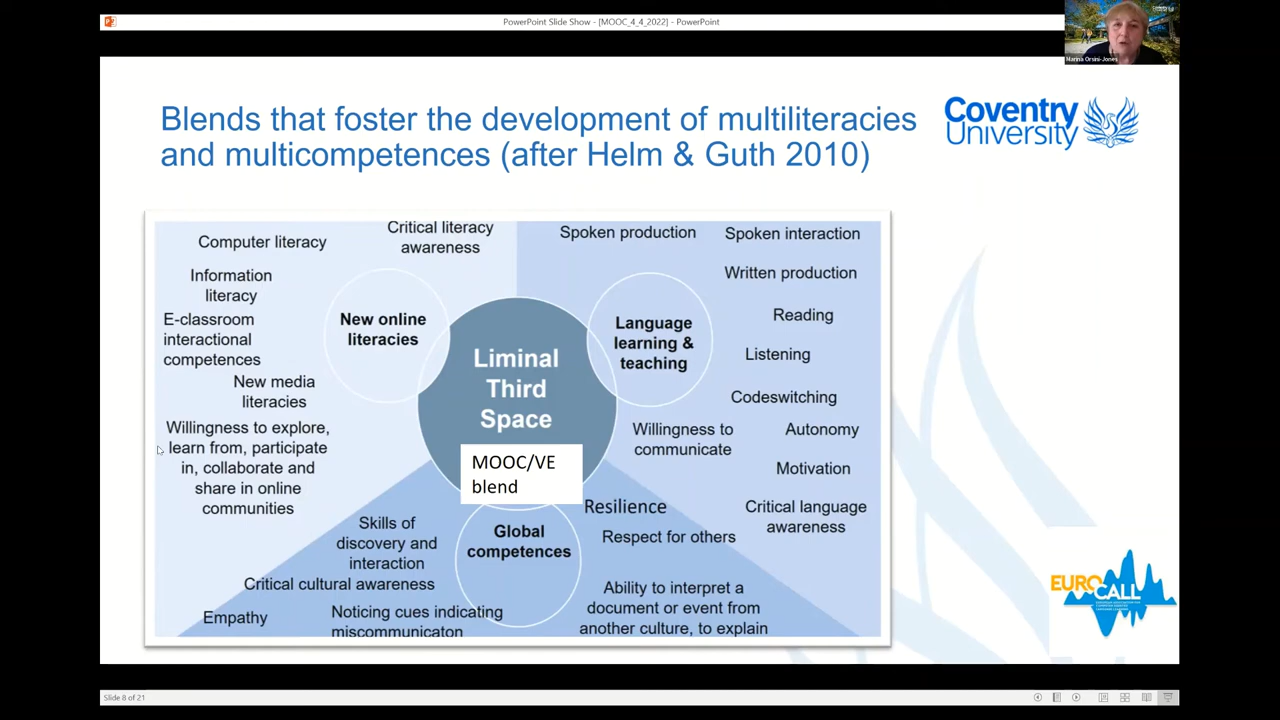 PowerPoint Slide Show - [MOOC_4_4_2022] - PowerPoint
Marina Orsini-Jones
Blends that foster the development of multiliteracies
and multicompetences (after Helm & Guth 2010)
Coventry
University
Computer literacy
Critical literacy
awareness
Information
literacy
E-classroom
interactional
competences
New media
literacies
Willingness to explore,
learn from, participate
in, collaborate and
share in online
communities
New online
literacies
Liminal
Third
Space
MOOC/VE
blend
Language
learning &
teaching
Spoken production
Spoken interaction
Written production
Reading
Listening
Codeswitching
Willingness to
communicate
Autonomy
Motivation
Critical language
awareness
Global
competences
Skills of
discovery and
interaction
Critical cultural awareness
Empathy
Noticing cues indicating
miscommunicaton
Resilience
Respect for others
Ability to interpret a
document or event from
another culture, to explain
EUROCALL
Slide 8 of 21